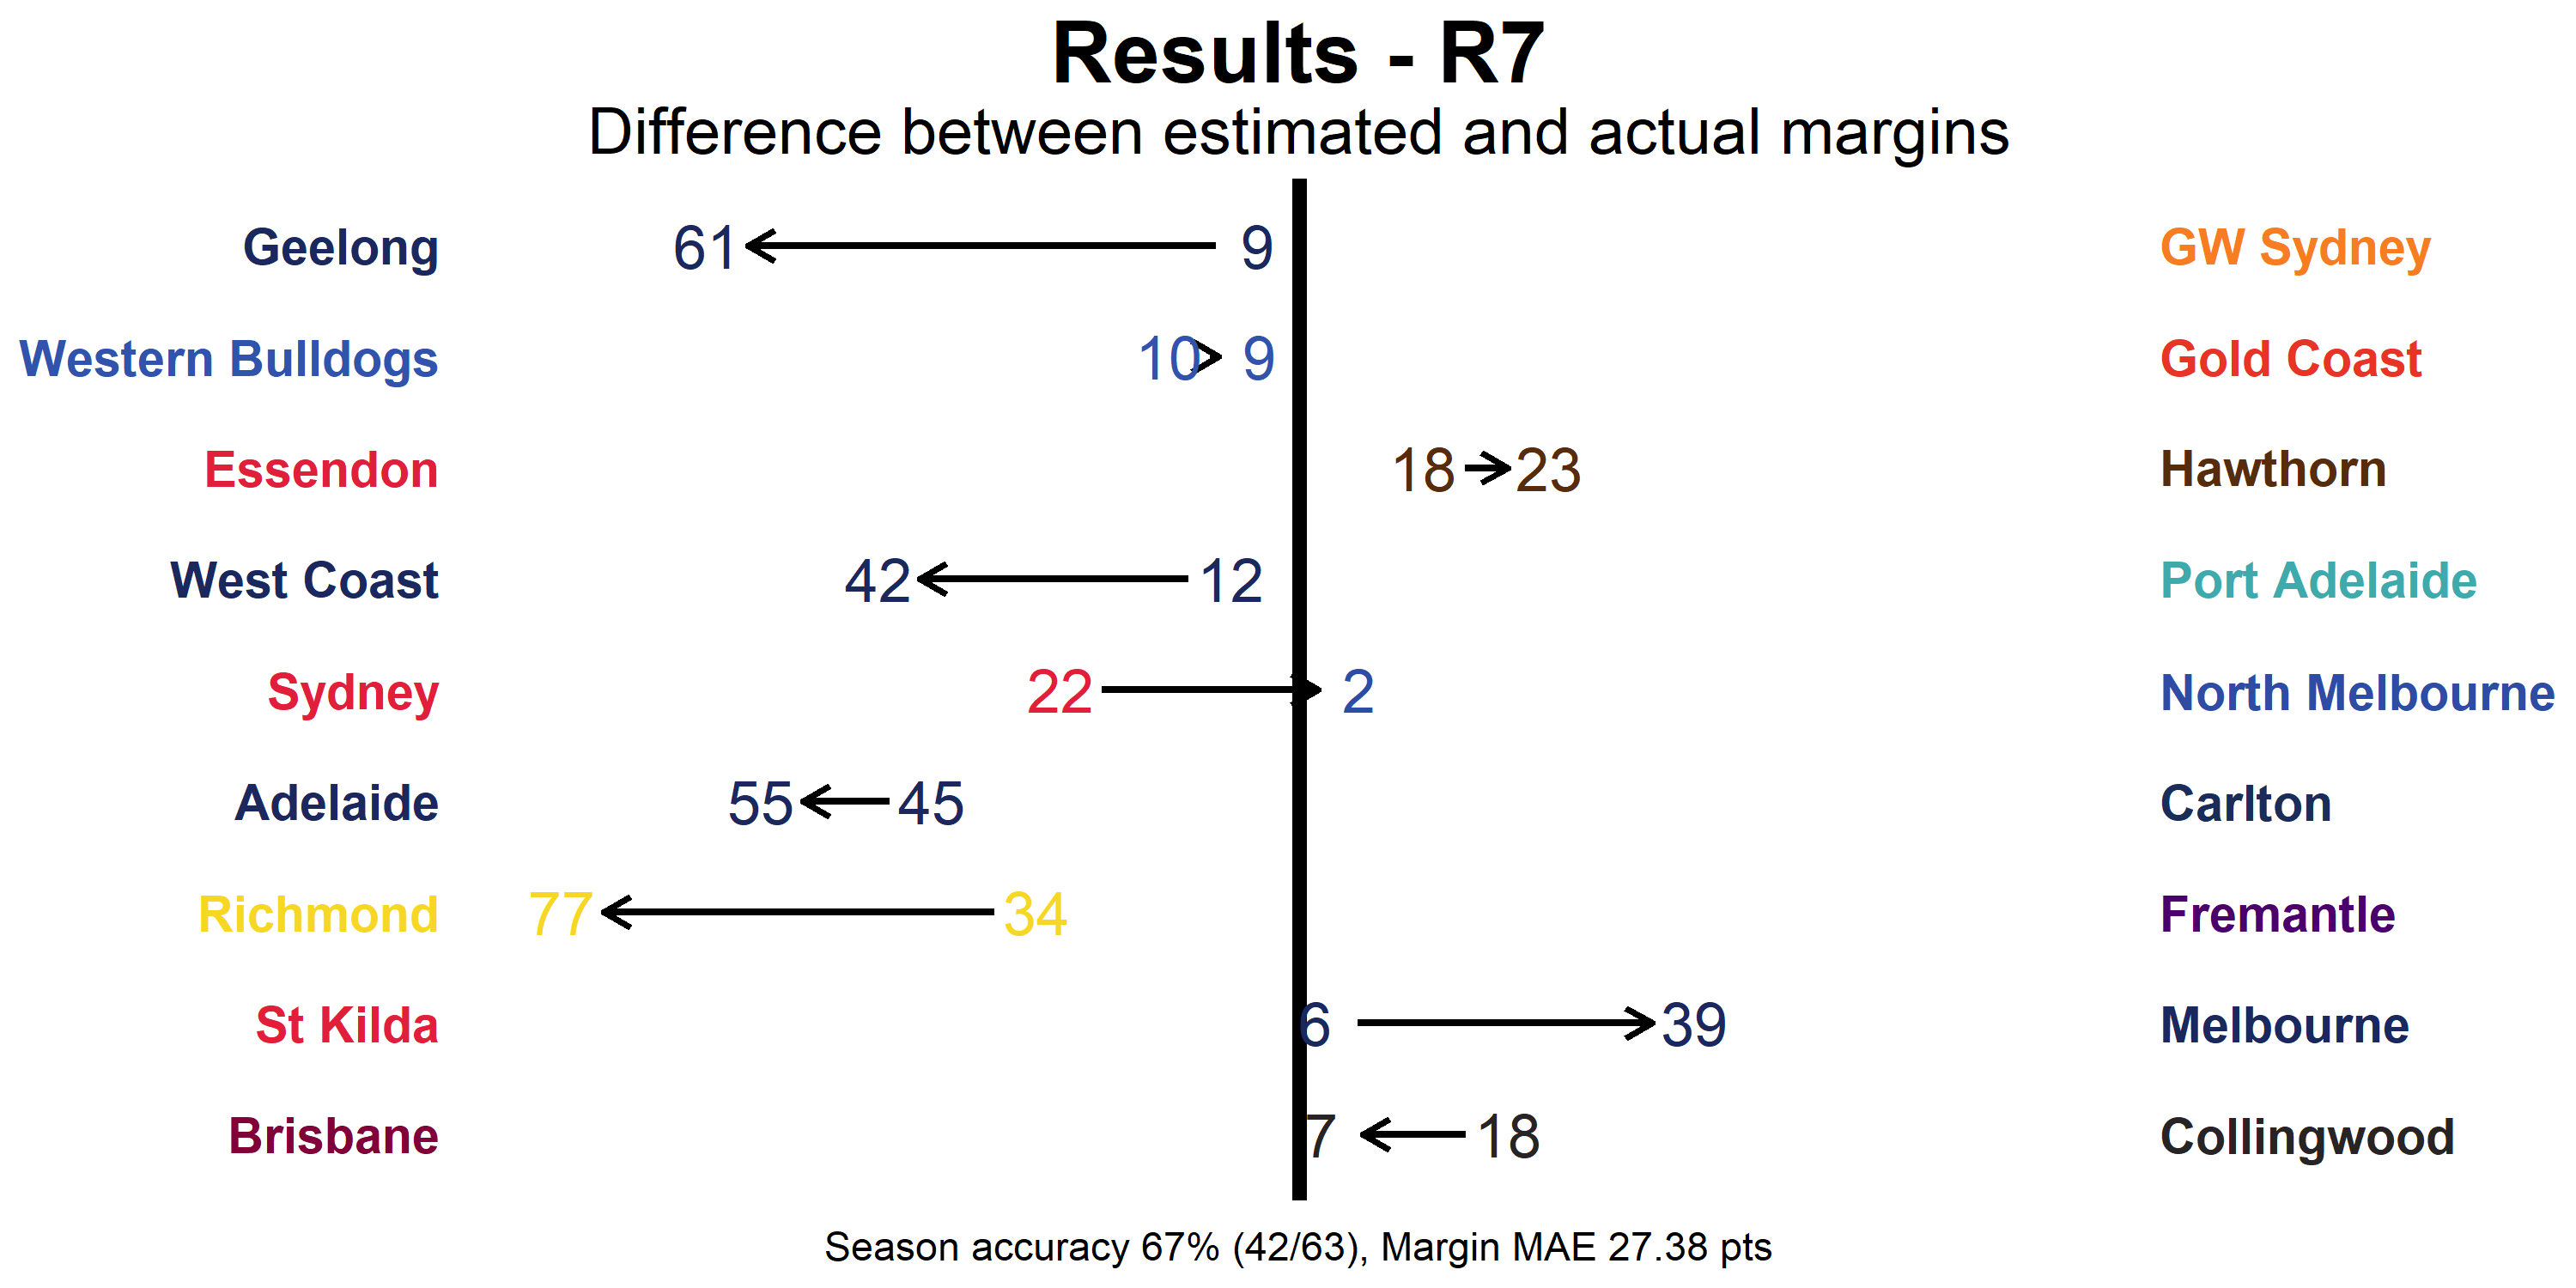 Results - R7
Difference between estimated and actual margins
Geelong 61 9 GW Sydney
Western Bulldogs 10 9 Gold Coast
Essendon 18 23 Hawthorn
West Coast 42 12 Port Adelaide
Sydney 22 2 North Melbourne
Adelaide 55 45 Carlton
Richmond 77 34 Fremantle
St Kilda 6 39 Melbourne
Brisbane 7 18 Collingwood
Season accuracy 67% (42/63), Margin MAE 27.38 pts